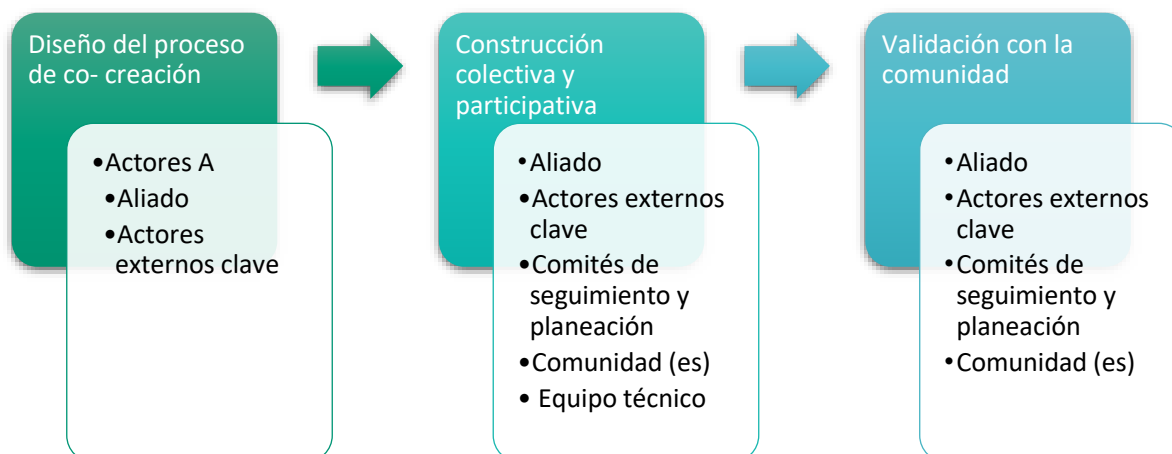 Diseño del proceso
de co- creación
•Actores A
•Aliado
•Actores
externos clave
Construcción
colectiva y
participativa
•Aliado
•Actores externos
clave
•Comités de
seguimiento y
planeación
•Comunidad (es)
• Equipo técnico
Validación con la
comunidad
•Aliado
•Actores externos
clave
•Comités de
seguimiento y
planeación
•Comunidad (es)